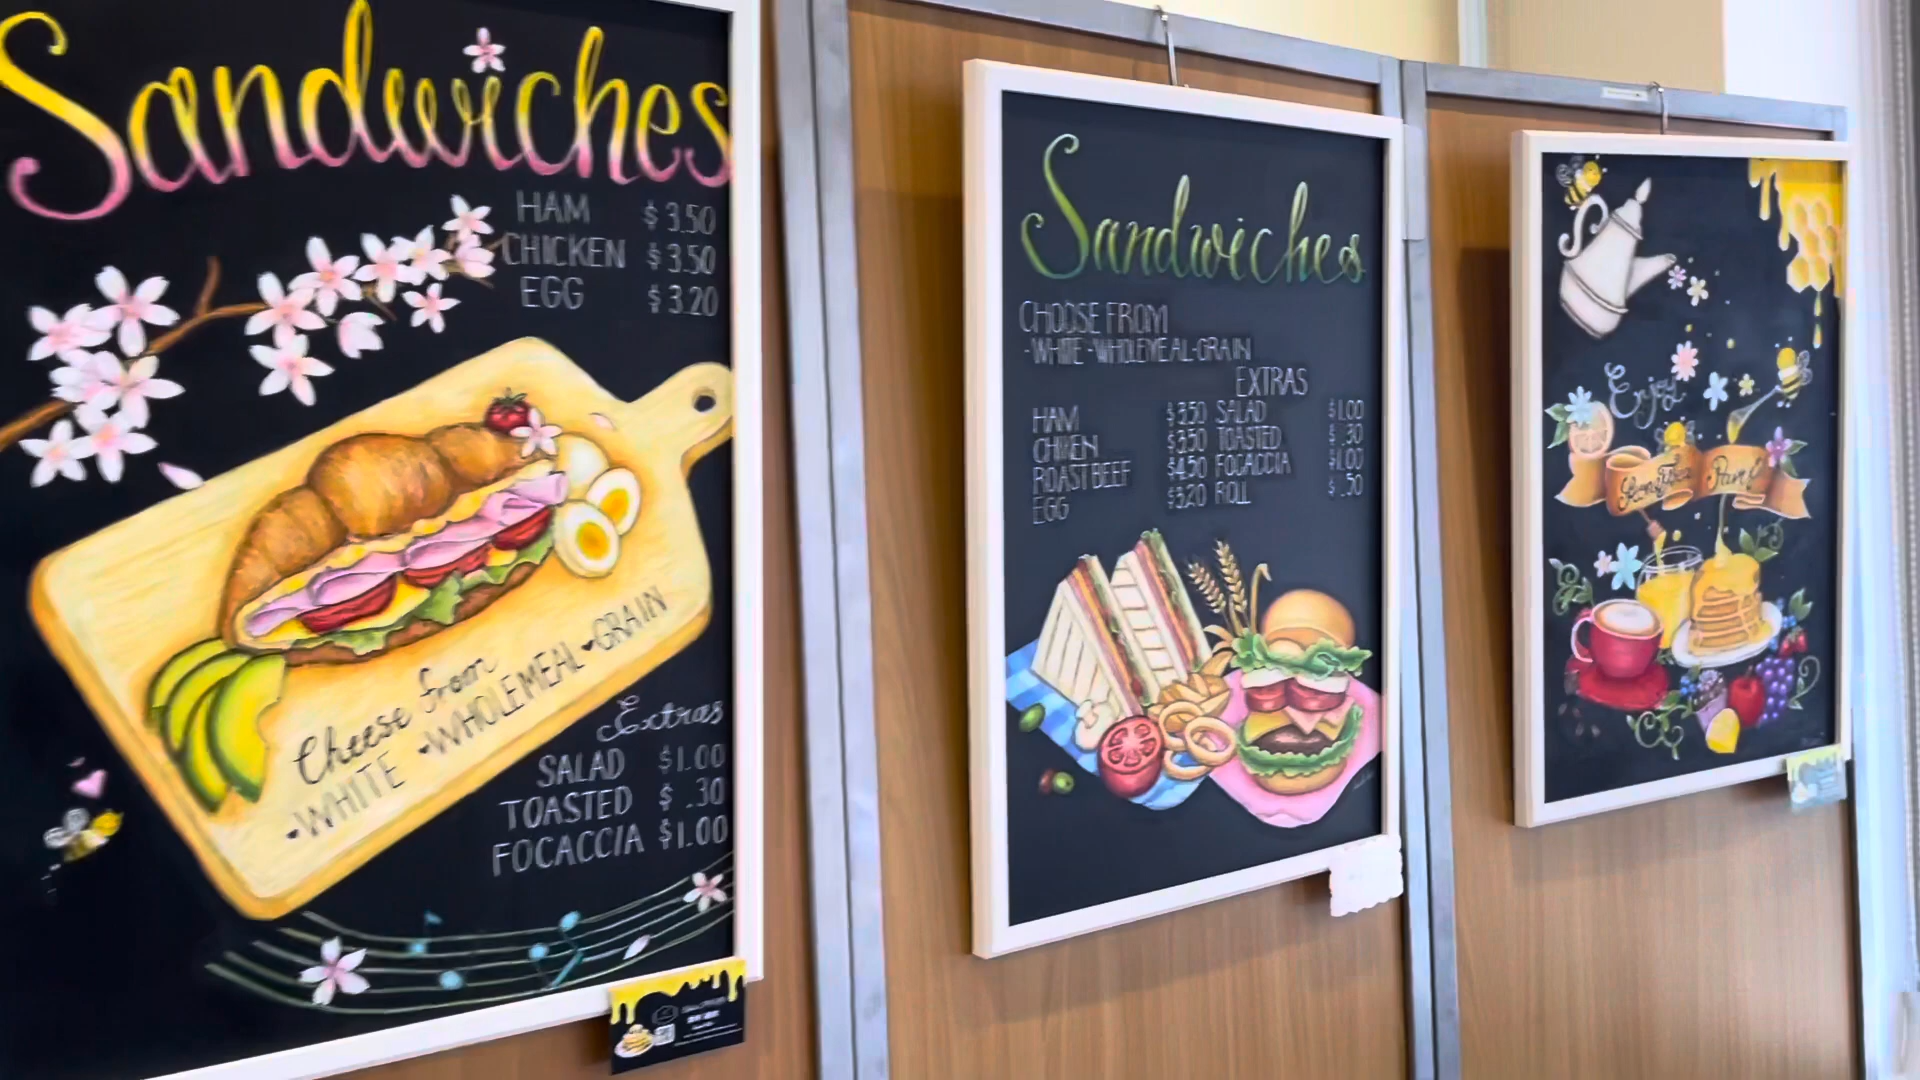 Sandwiches
HAM $3.50
CHICKEN $3.50
EGG $3.20
Cheese from
WHITE WHOLEMEAL GRAIN
Extras
SALAD $1.00
TOASTED $.30
FOCACCIA $1.00
Sandwiches
CHOOSE FROM
-WHITE-WHOLEMEAL-GRAIN
EXTRAS
HAM $3.50 SALAD $1.00
CHIKEN $3.50 TOASTED $.30
ROAST BEEF $4.50 FOCACCIA $1.00
EGG $3.20 ROLL $.50
Enjoy